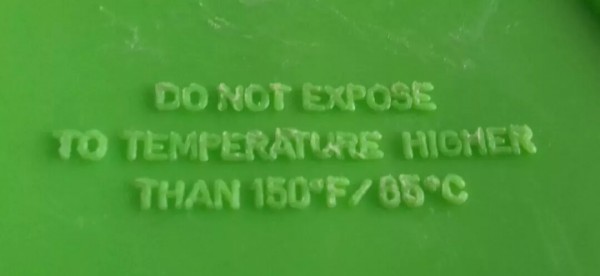 DO NOT EXPOSE
TO TEMPERATURE HIGHER
THAN 150°F/65°C